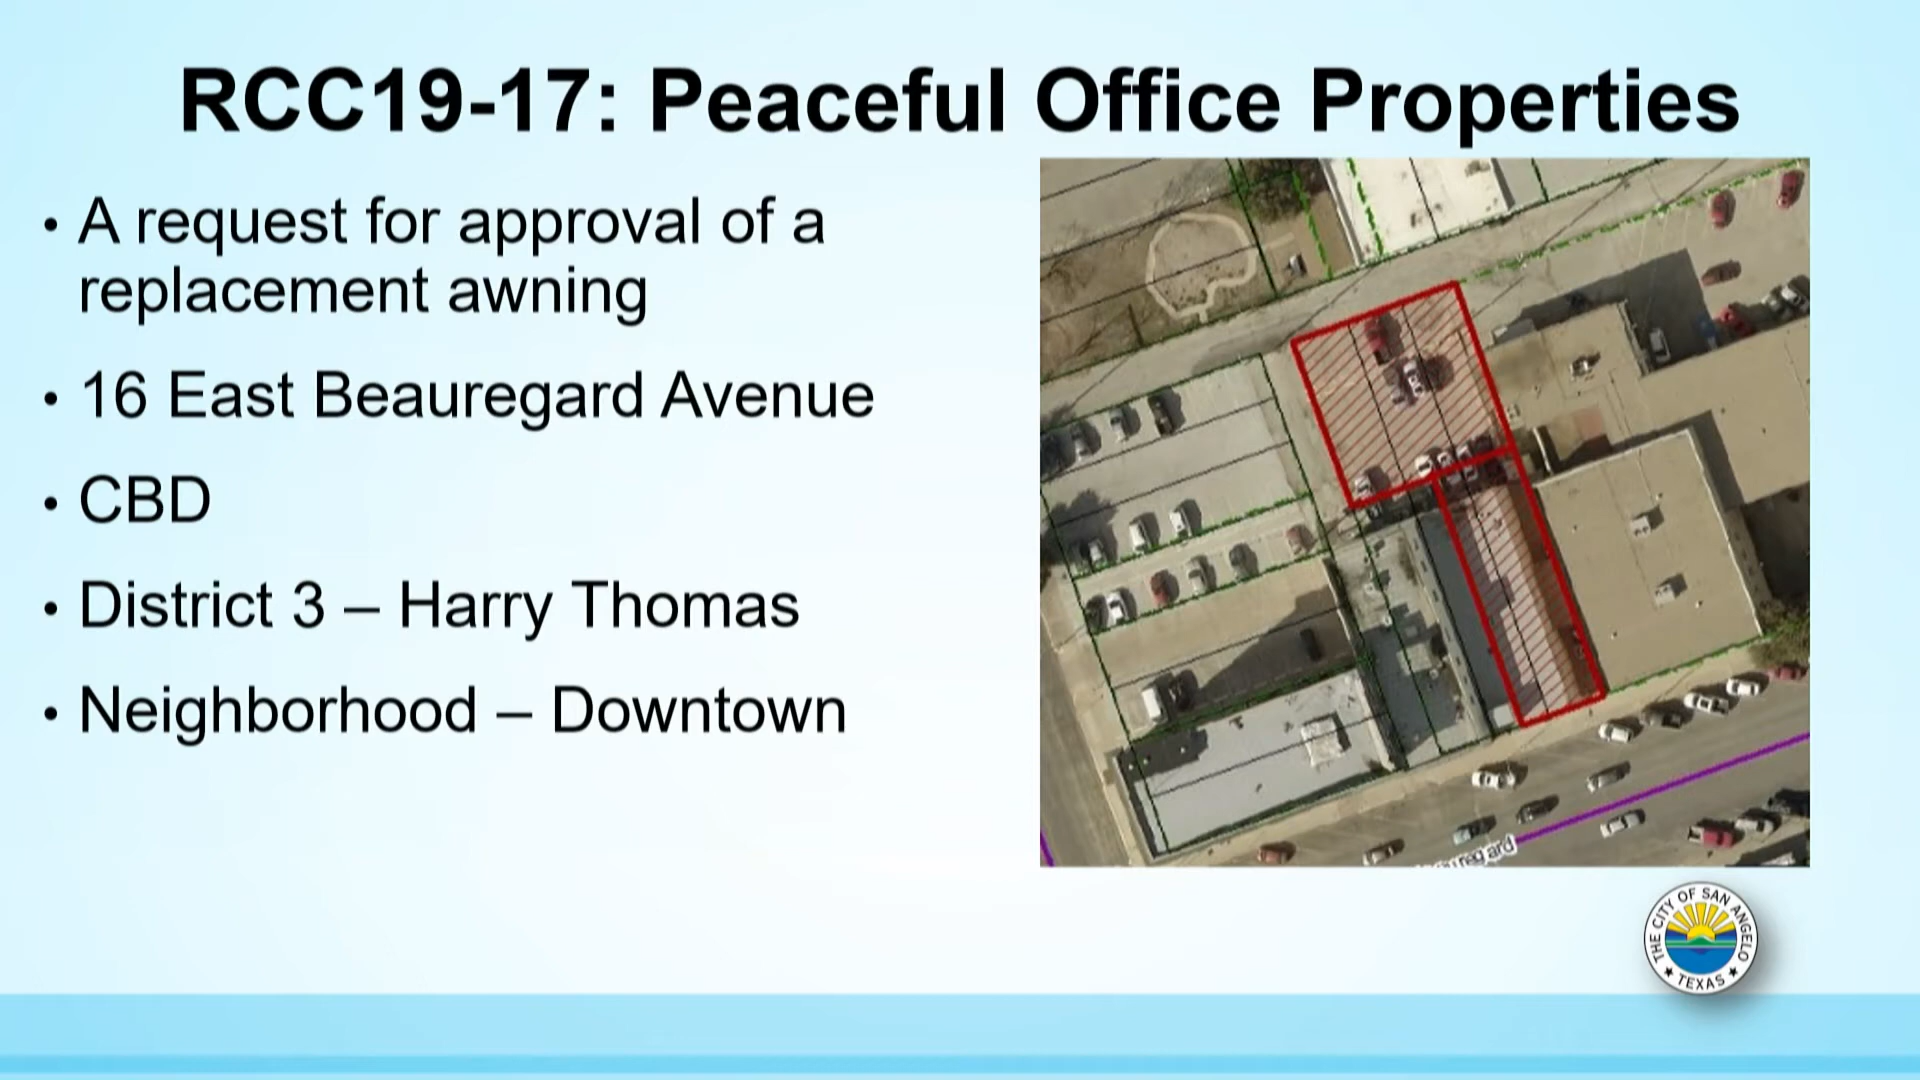 RCC19-17: Peaceful Office Properties
• A request for approval of a
replacement awning
• 16 East Beauregard Avenue
• CBD
• District 3 – Harry Thomas
• Neighborhood – Downtown
THE CITY OF SAN ANGELO
TEXAS